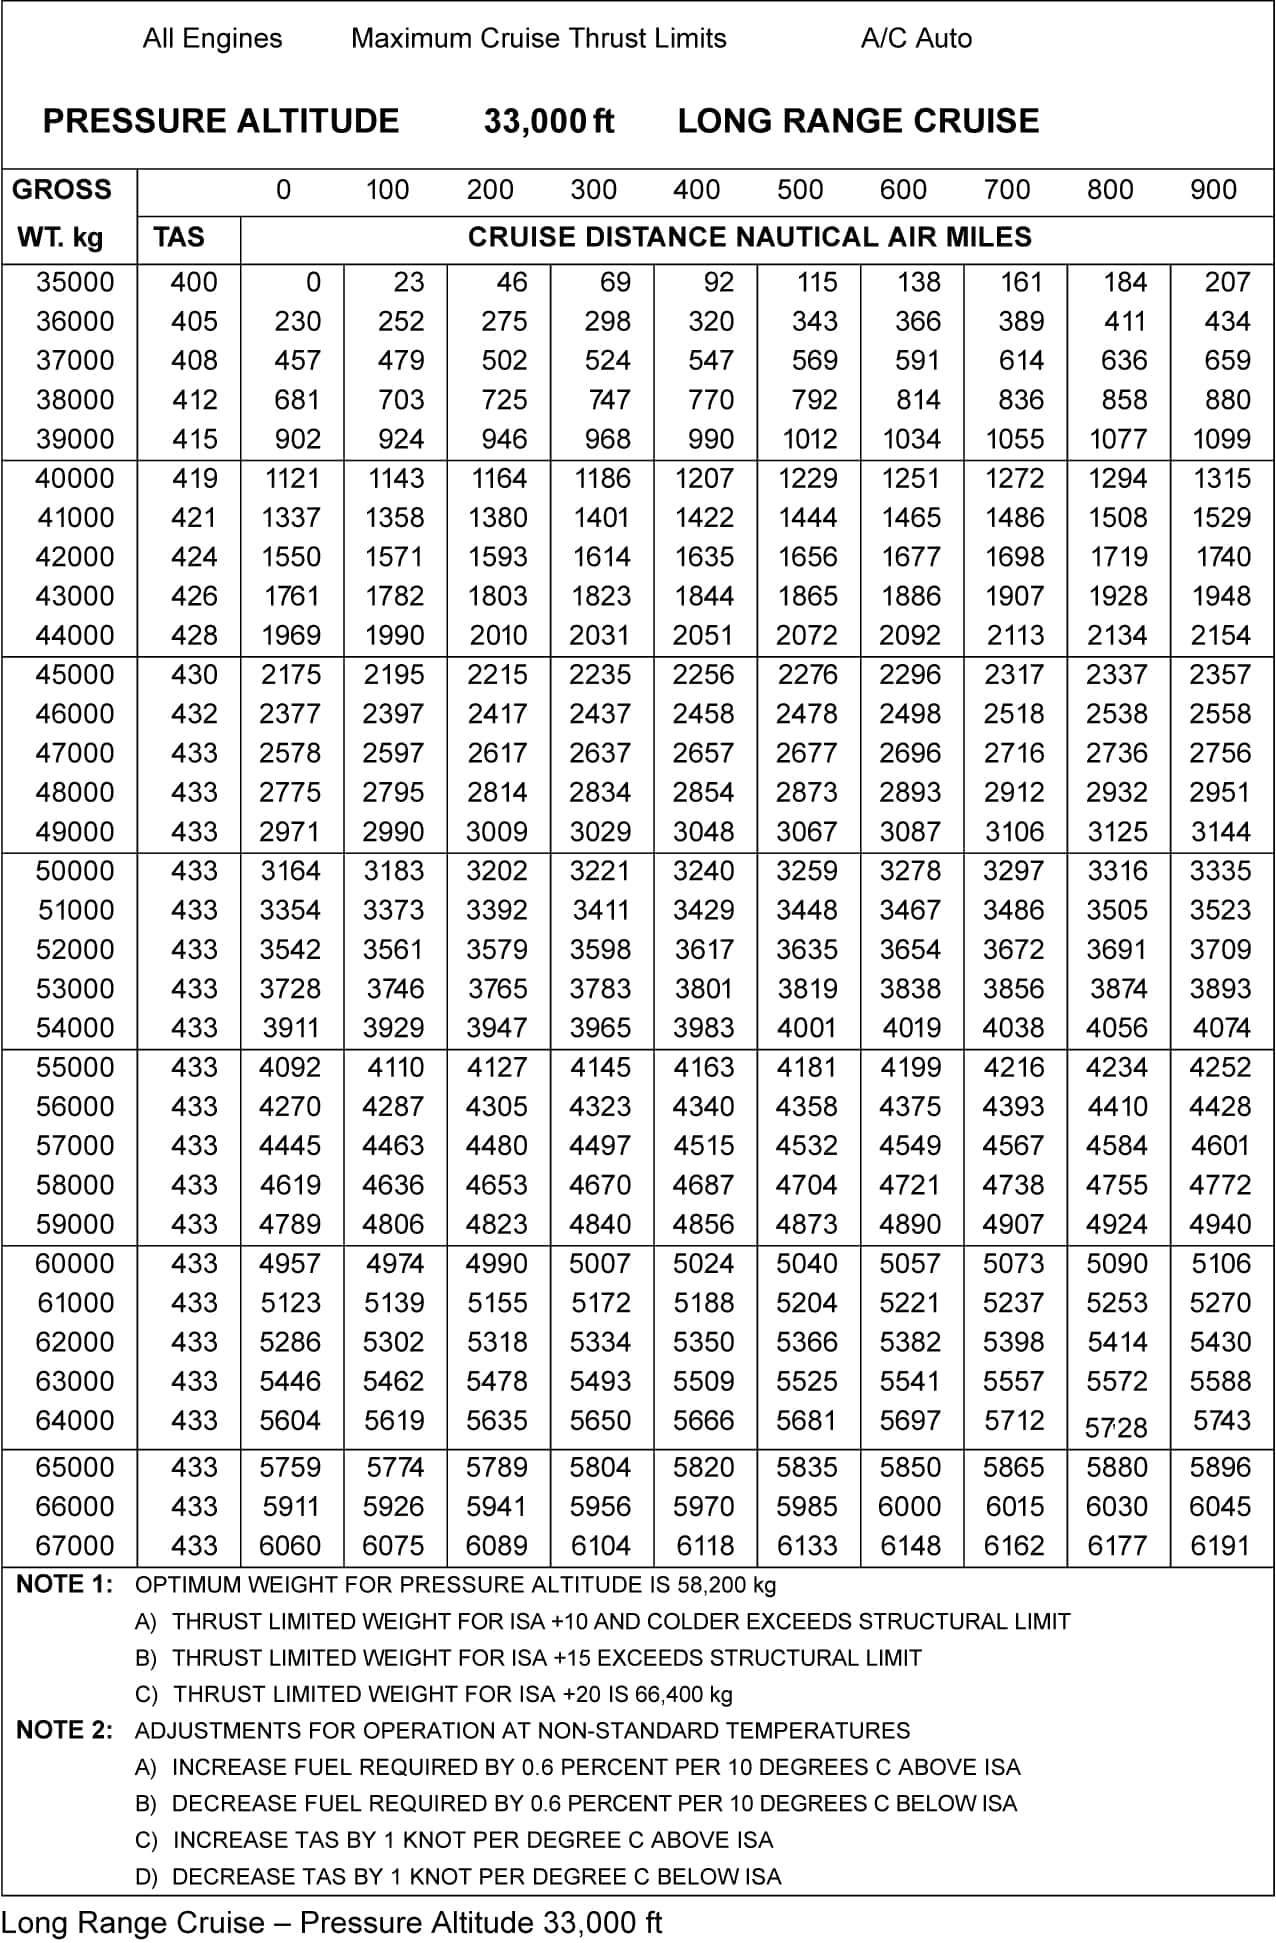 All Engines Maximum Cruise Thrust Limits A/C Auto
PRESSURE ALTITUDE 33,000 ft LONG RANGE CRUISE
GROSS 0 100 200 300 400 500 600 700 800 900
WT. kg TAS CRUISE DISTANCE NAUTICAL AIR MILES
35000 400 0 23 46 69 92 115 138 161 184 207
36000 405 230 252 275 298 320 343 366 389 411 434
37000 408 457 479 502 524 547 569 591 614 636 659
38000 412 681 703 725 747 770 792 814 836 858 880
39000 415 902 924 946 968 990 1012 1034 1055 1077 1099
40000 419 1121 1143 1164 1186 1207 1229 1251 1272 1294 1315
41000 421 1337 1358 1380 1401 1422 1444 1465 1486 1508 1529
42000 424 1550 1571 1593 1614 1635 1656 1677 1698 1719 1740
43000 426 1761 1782 1803 1823 1844 1865 1886 1907 1928 1948
44000 428 1969 1990 2010 2031 2051 2072 2092 2113 2134 2154
45000 430 2175 2195 2215 2235 2256 2276 2296 2317 2337 2357
46000 432 2377 2397 2417 2437 2458 2478 2498 2518 2538 2558
47000 433 2578 2597 2617 2637 2657 2677 2696 2716 2736 2756
48000 433 2775 2795 2814 2834 2854 2873 2893 2912 2932 2951
49000 433 2971 2990 3009 3029 3048 3067 3087 3106 3125 3144
50000 433 3164 3183 3202 3221 3240 3259 3278 3297 3316 3335
51000 433 3354 3373 3392 3411 3429 3448 3467 3486 3505 3523
52000 433 3542 3561 3579 3598 3617 3635 3654 3672 3691 3709
53000 433 3728 3746 3765 3783 3801 3819 3838 3856 3874 3893
54000 433 3911 3929 3947 3965 3983 4001 4019 4038 4056 4074
55000 433 4092 4110 4127 4145 4163 4181 4199 4216 4234 4252
56000 433 4270 4287 4305 4323 4340 4358 4375 4393 4410 4428
57000 433 4445 4463 4480 4497 4515 4532 4549 4567 4584 4601
58000 433 4619 4636 4653 4670 4687 4704 4721 4738 4755 4772
59000 433 4789 4806 4823 4840 4856 4873 4890 4907 4924 4940
60000 433 4957 4974 4990 5007 5024 5040 5057 5073 5090 5106
61000 433 5123 5139 5155 5172 5188 5204 5221 5237 5253 5270
62000 433 5286 5302 5318 5334 5350 5366 5382 5398 5414 5430
63000 433 5446 5462 5478 5493 5509 5525 5541 5557 5572 5588
64000 433 5604 5619 5635 5650 5666 5681 5697 5712 5728 5743
65000 433 5759 5774 5789 5804 5820 5835 5850 5865 5880 5896
66000 433 5911 5926 5941 5956 5970 5985 6000 6015 6030 6045
67000 433 6060 6075 6089 6104 6118 6133 6148 6162 6177 6191
NOTE 1: OPTIMUM WEIGHT FOR PRESSURE ALTITUDE IS 58,200 kg
A) THRUST LIMITED WEIGHT FOR ISA +10 AND COLDER EXCEEDS STRUCTURAL LIMIT
B) THRUST LIMITED WEIGHT FOR ISA +15 EXCEEDS STRUCTURAL LIMIT
C) THRUST LIMITED WEIGHT FOR ISA +20 IS 66,400 kg
NOTE 2: ADJUSTMENTS FOR OPERATION AT NON-STANDARD TEMPERATURES
A) INCREASE FUEL REQUIRED BY 0.6 PERCENT PER 10 DEGREES C ABOVE ISA
B) DECREASE FUEL REQUIRED BY 0.6 PERCENT PER 10 DEGREES C BELOW ISA
C) INCREASE TAS BY 1 KNOT PER DEGREE C ABOVE ISA
D) DECREASE TAS BY 1 KNOT PER DEGREE C BELOW ISA
Long Range Cruise – Pressure Altitude 33,000 ft